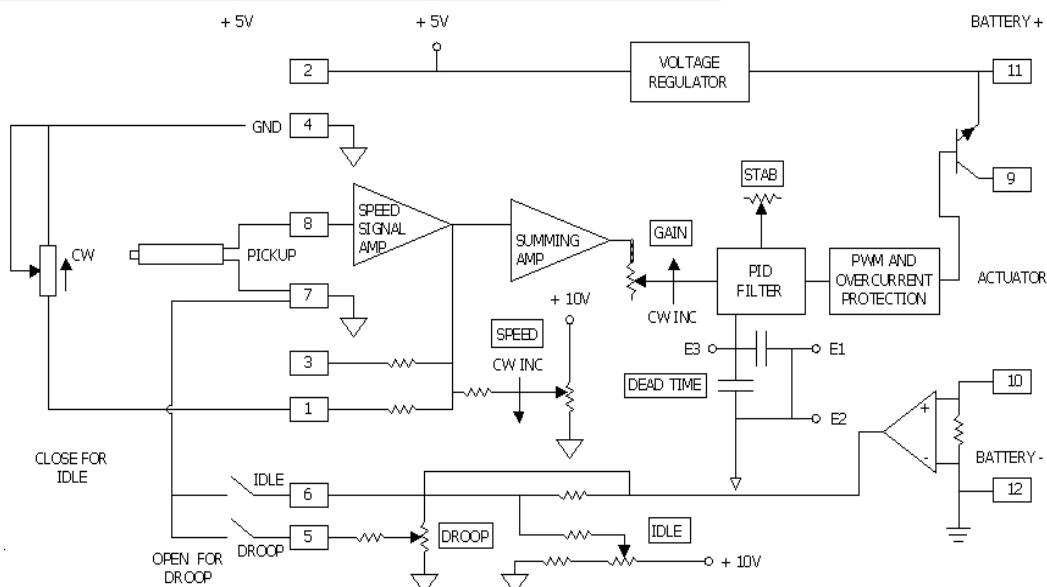 + 5V
+ 5V
BATTERY +
2
VOLTAGE
REGULATOR
11
GND
4
STAB
9
8
SPEED
SIGNAL
AMP
SUMMING
AMP
GAIN
CW
PICKUP
PID
FILTER
PWM AND
OVERCURRENT
PROTECTION
ACTUATOR
7
+ 10V
CW INC
SPEED
E3
E1
3
CW INC
DEAD TIME
10
1
E2
+
CLOSE FOR
IDLE
-
BATTERY -
IDLE
6
12
5
DROOP
DROOP
IDLE
OPEN FOR
DROOP
+ 10V